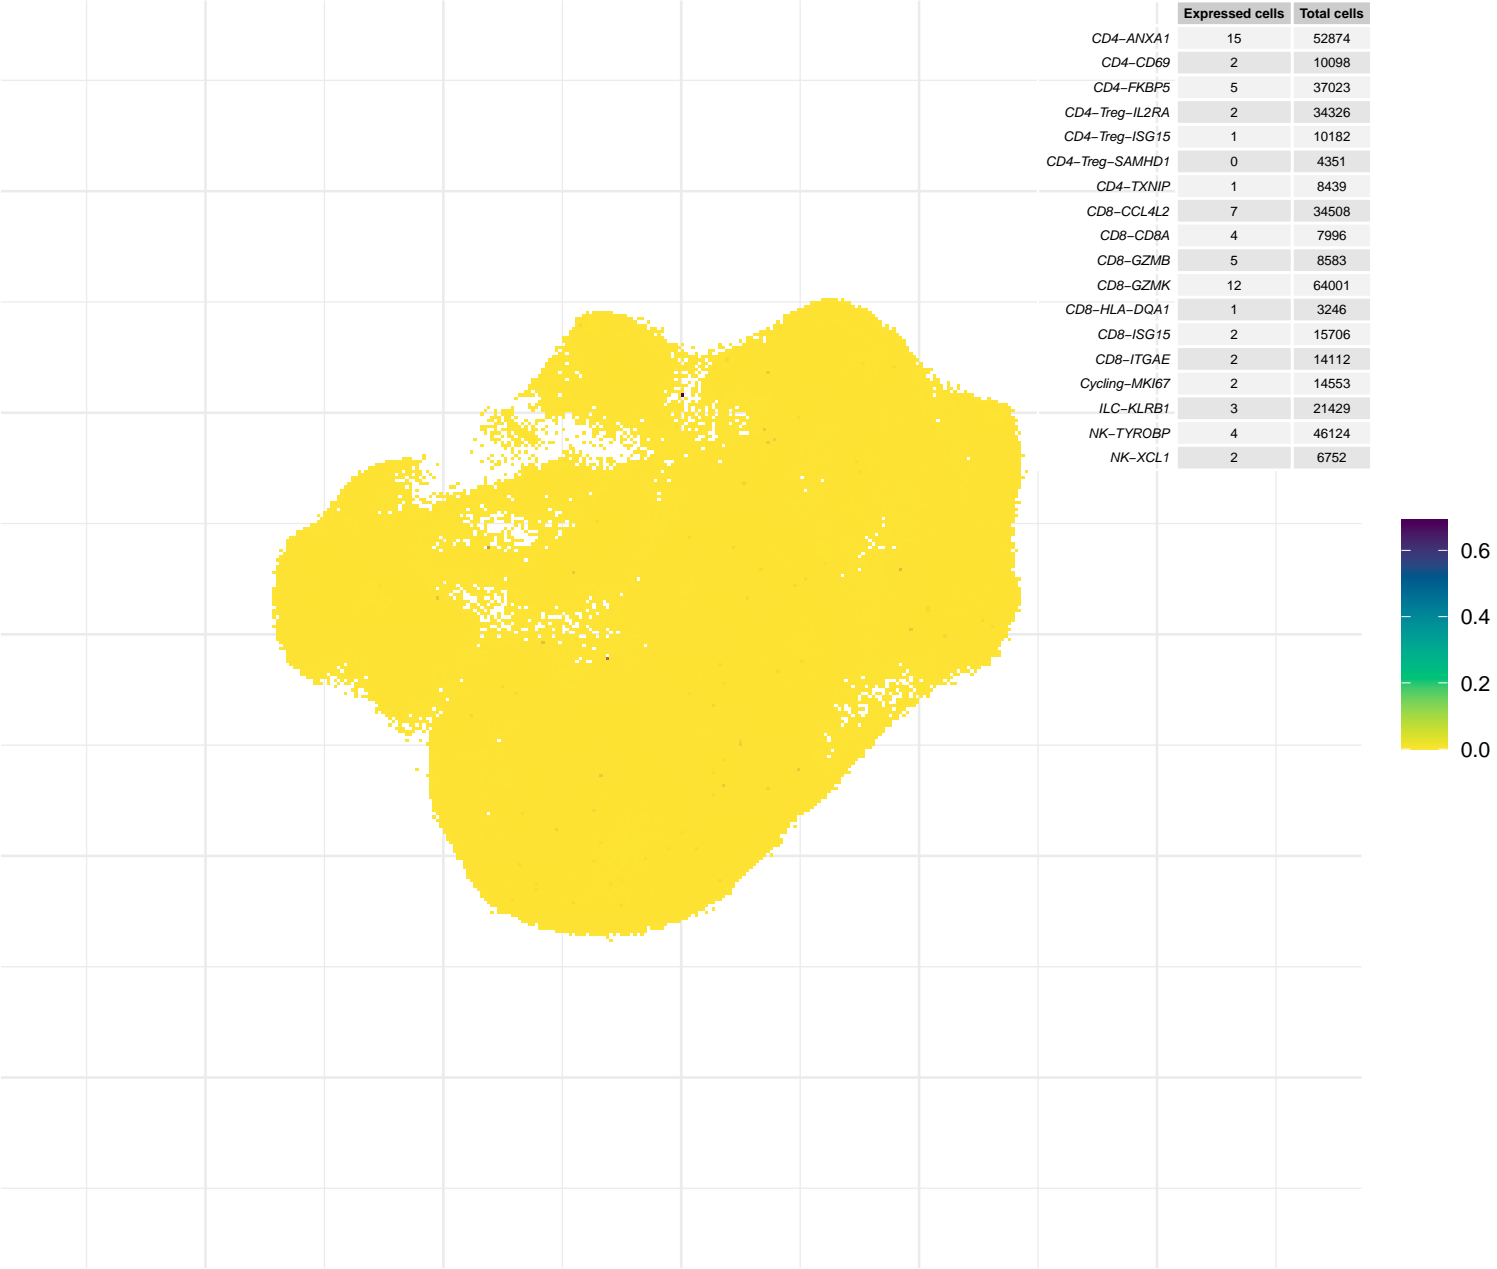 Expressed cells Total cells
CD4−ANXA1 15 52874
CD4−CD69 2 10098
CD4−FKBP5 5 37023
CD4−Treg−IL2RA 2 34326
CD4−Treg−ISG15 1 10182
CD4−Treg−SAMHD1 0 4351
CD4−TXNIP 1 8439
CD8−CCL4L2 7 34508
CD8−CD8A 4 7996
CD8−GZMB 5 8583
CD8−GZMK 12 64001
CD8−HLA−DQA1 1 3246
CD8−ISG15 2 15706
CD8−ITGAE 2 14112
Cycling−MKI67 2 14553
ILC−KLRB1 3 21429
NK−TYROBP 4 46124
NK−XCL1 2 6752
0.6
0.4
0.2
0.0